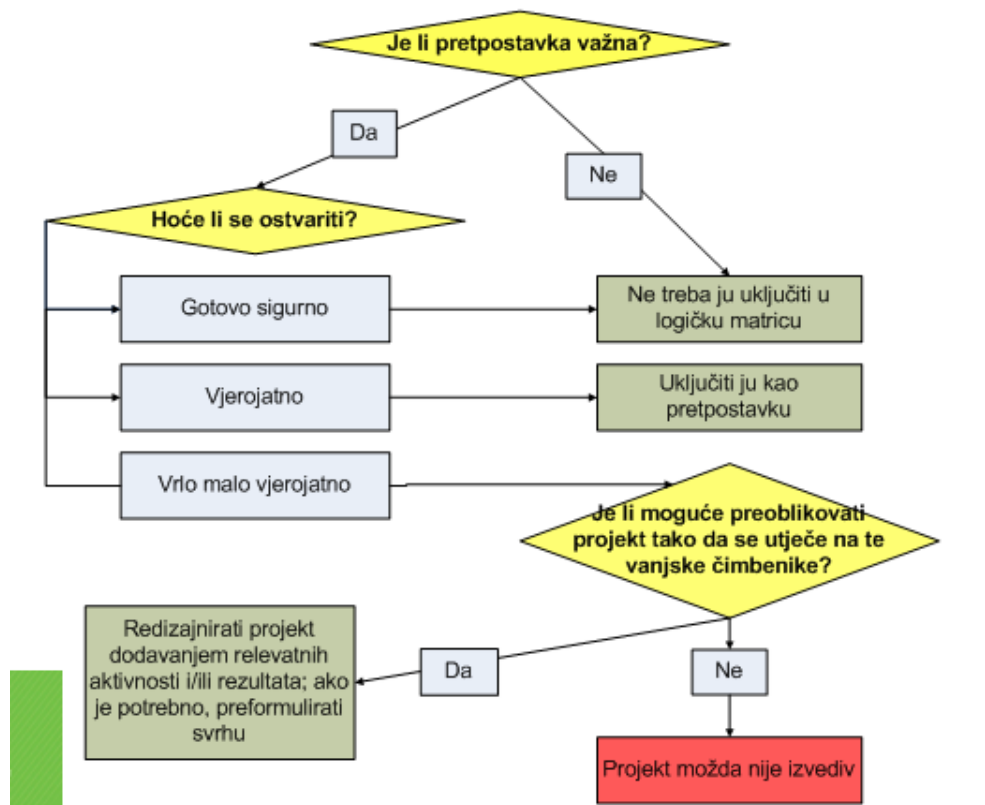 Je li pretpostavka važna?
Da
Ne
Hoće li se ostvariti?
Gotovo sigurno
Ne treba ju uključiti u
logičku matricu
Vjerojatno
Uključiti ju kao
pretpostavku
Vrlo malo vjerojatno
Je li moguće preoblikovati
projekt tako da se utječe na te
vanjske čimbenike?
Redizajnirati projekt
dodavanjem relevatnih
aktivnosti i/ili rezultata; ako
je potrebno, preformulirati
svrhu
Da
Ne
Projekt možda nije izvediv